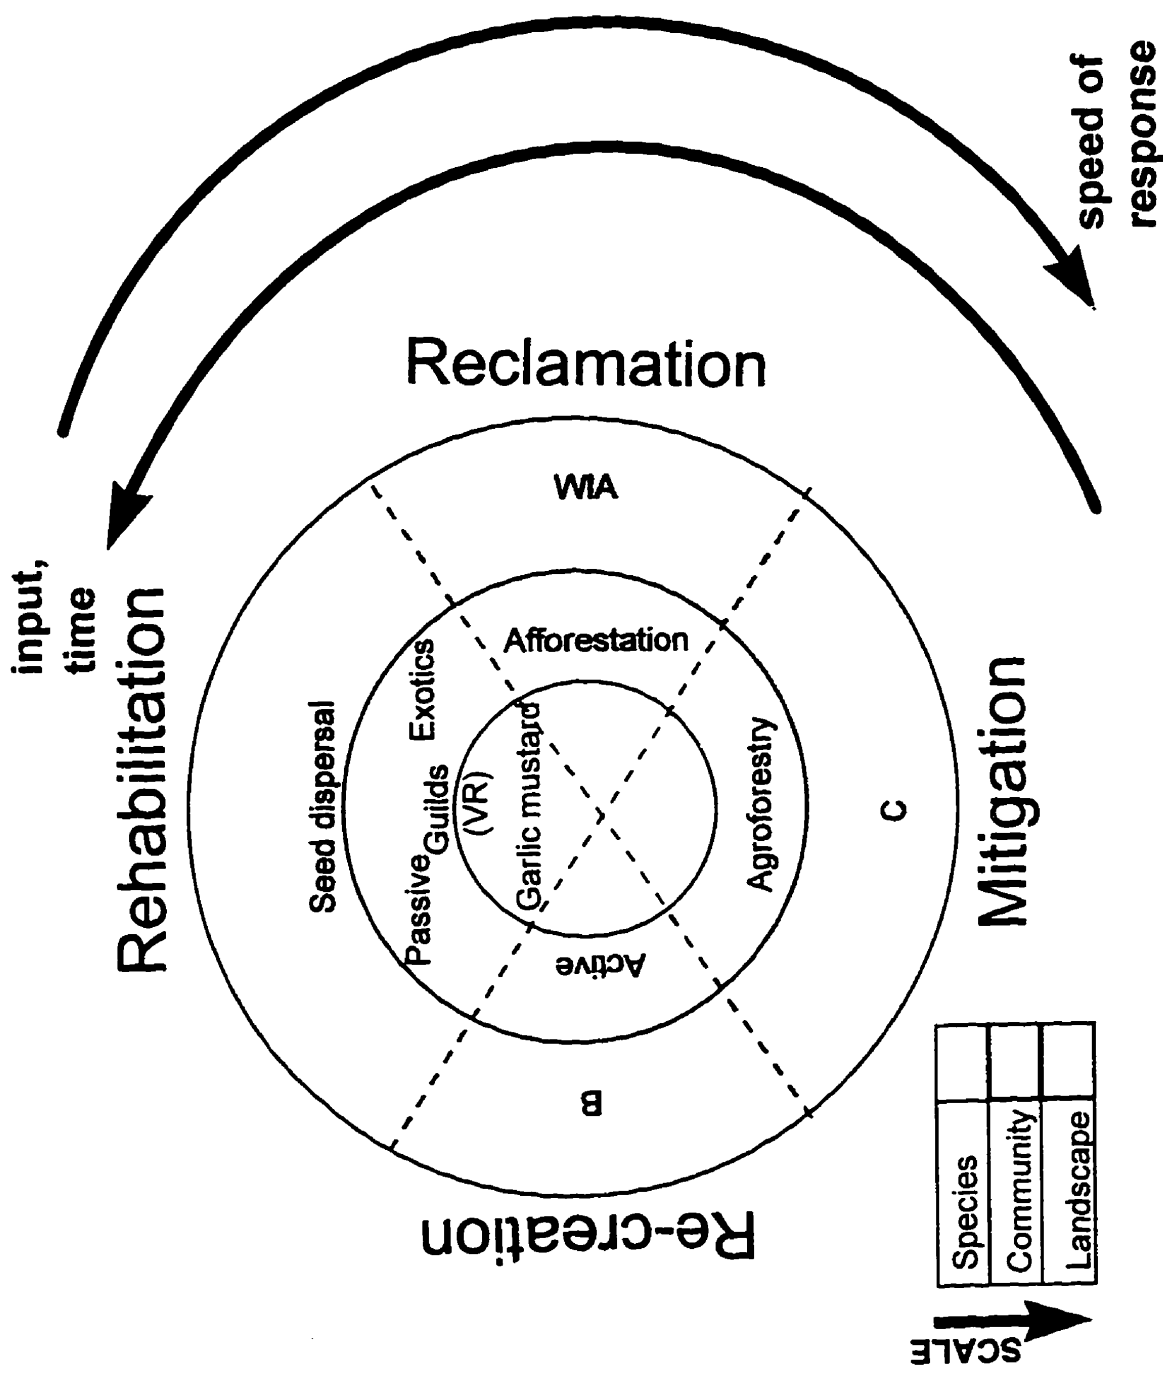 input,
time
Rehabilitation
speed of
response
Reclamation
WIA
Seed dispersal
Exotics
Passive
Guilds
(VR)
Garlic mustard
Afforestation
Active
Agroforestry
B
C
Re-creation
Mitigation
SCALE
Species
Community
Landscape